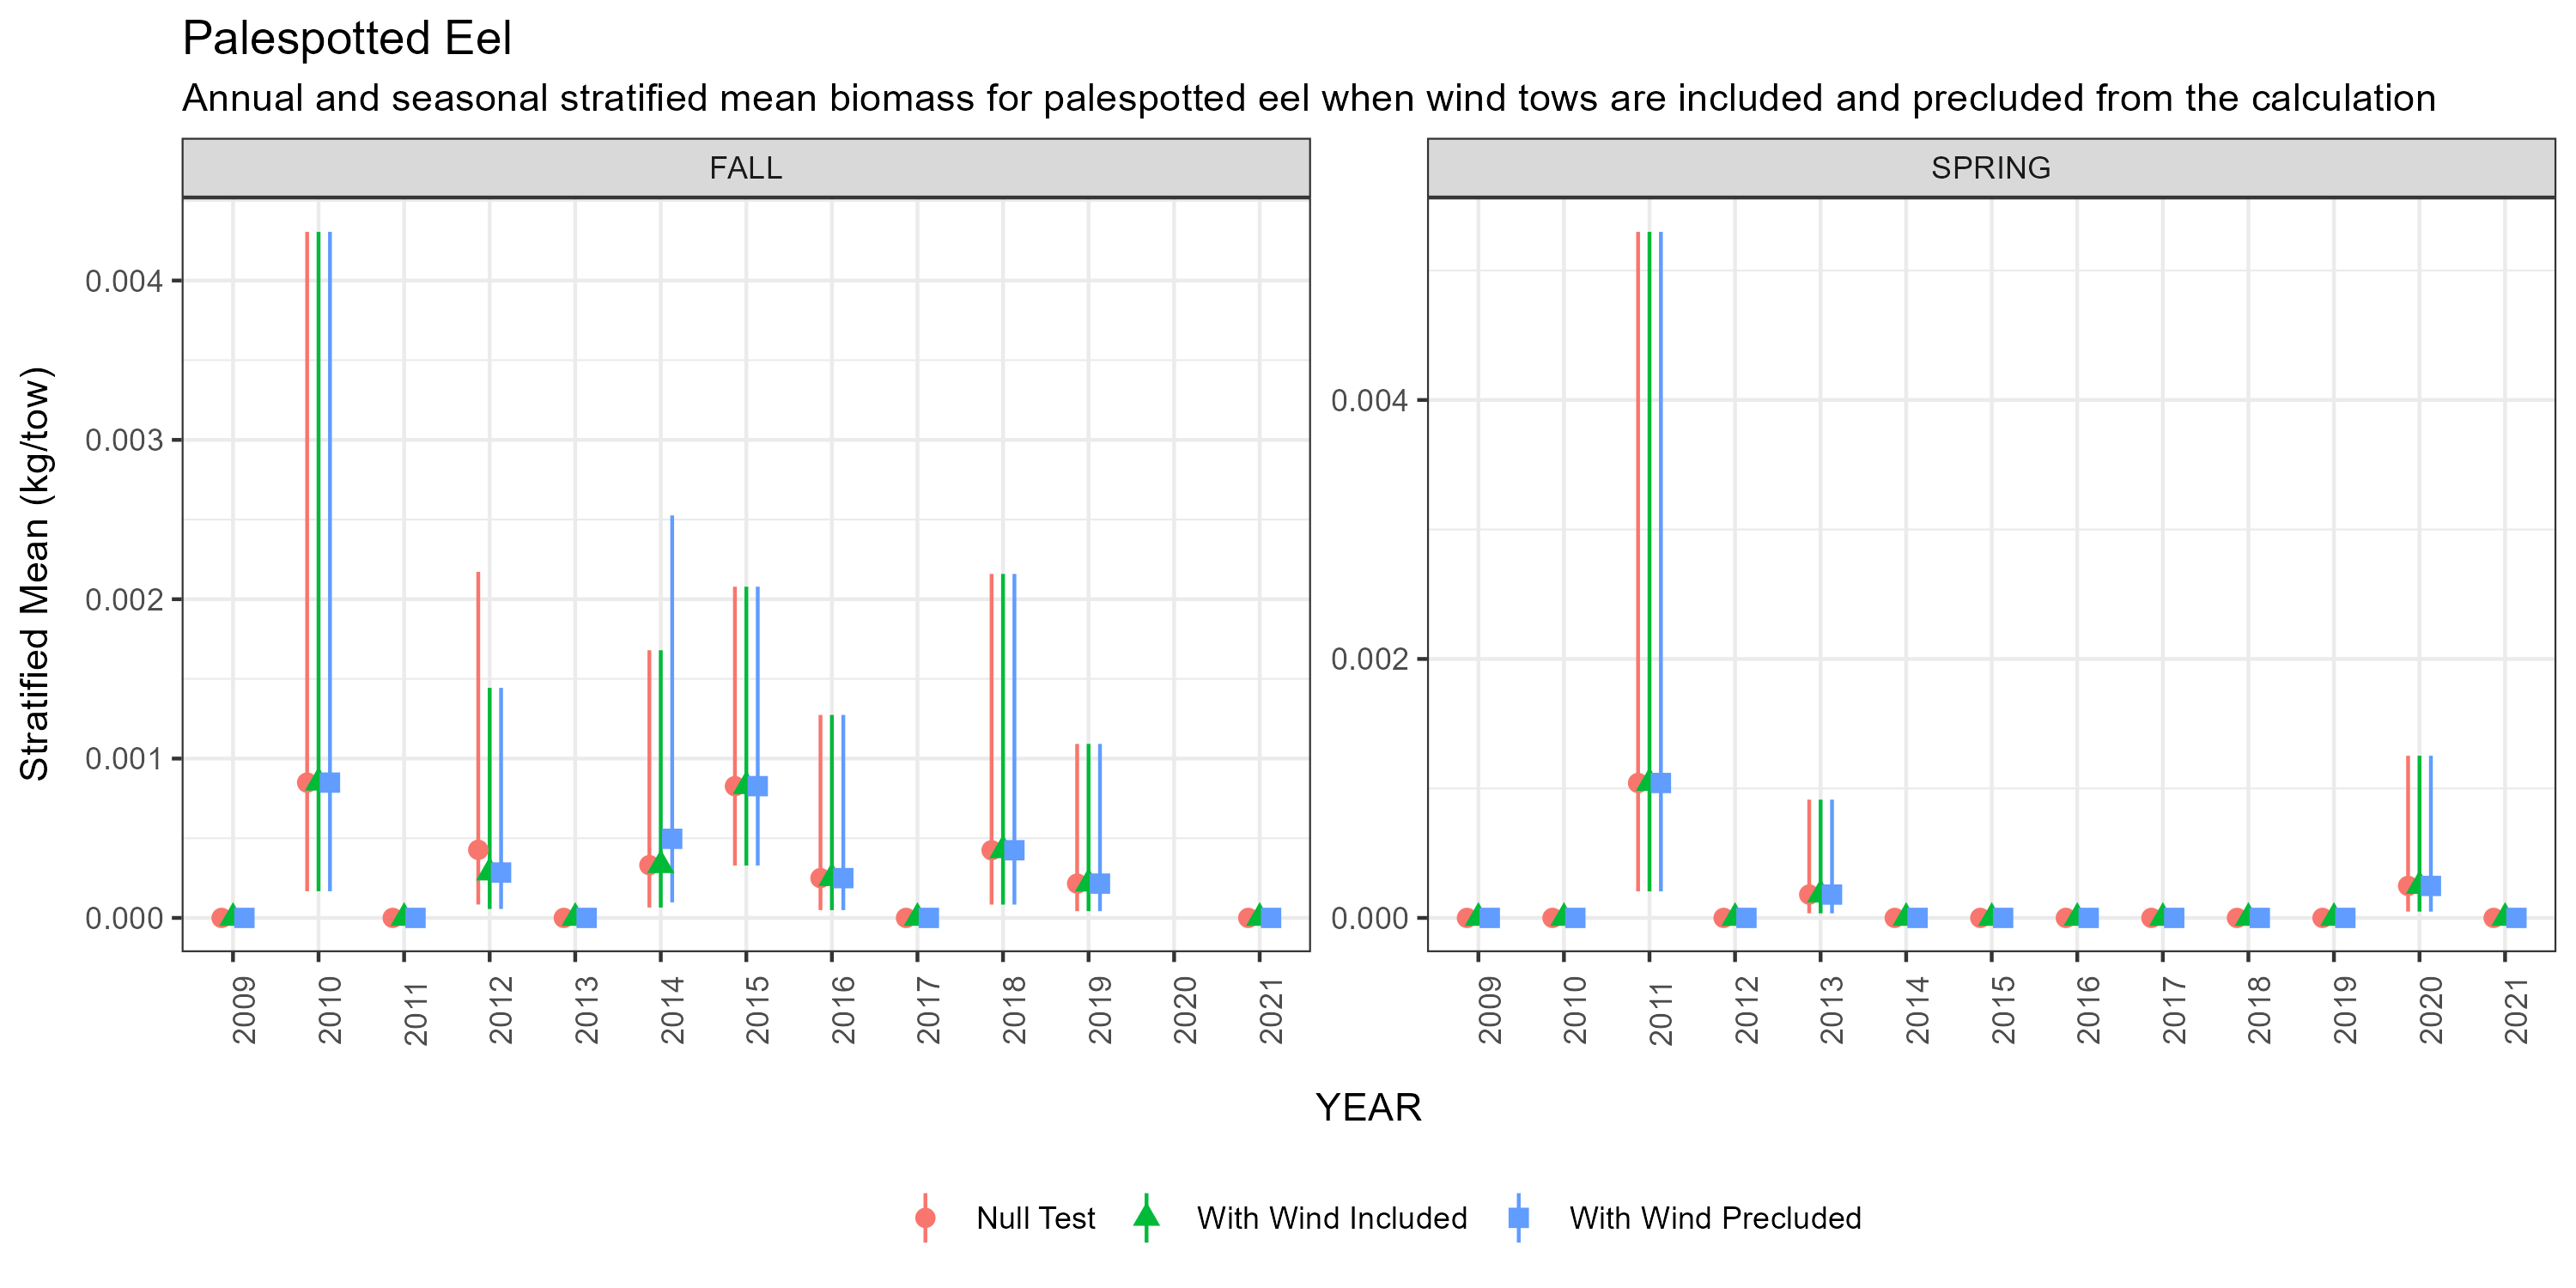 Palespotted Eel
Annual and seasonal stratified mean biomass for palespotted eel when wind tows are included and precluded from the calculation
FALL
SPRING
Stratified Mean (kg/tow)
0.004
0.003
0.002
0.001
0.000
0.004
0.002
0.000
2009 2010 2011 2012 2013 2014 2015 2016 2017 2018 2019 2020 2021
2009 2010 2011 2012 2013 2014 2015 2016 2017 2018 2019 2020 2021
YEAR
Null Test With Wind Included With Wind Precluded